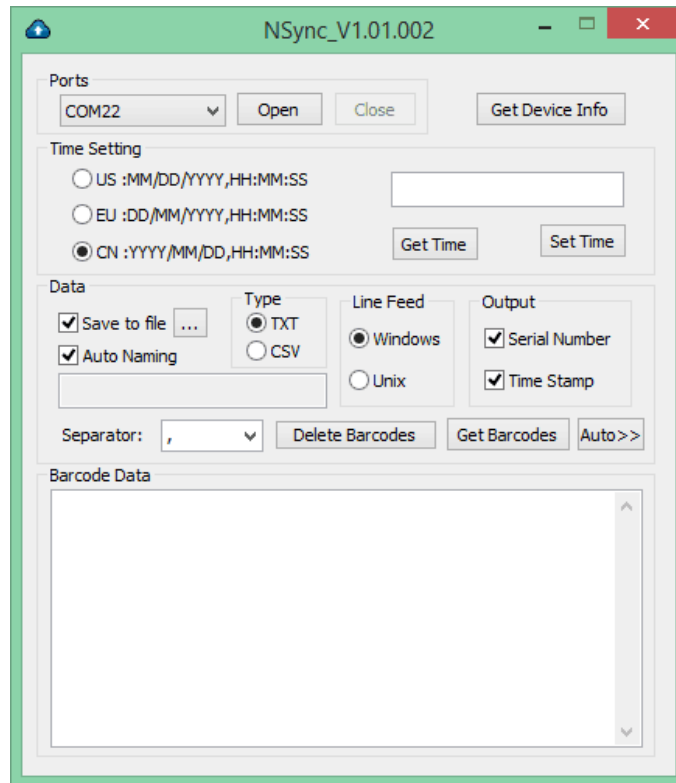 NSync_V1.01.002
Ports
COM22 Open Close Get Device Info
Time Setting
US :MM/DD/YYYY,HH:MM:SS
EU :DD/MM/YYYY,HH:MM:SS
CN :YYYY/MM/DD,HH:MM:SS Get Time Set Time
Data
Type Line Feed Output
Save to file ... TXT Windows Serial Number
Auto Naming CSV Unix Time Stamp
Separator: , Delete Barcodes Get Barcodes Auto>>
Barcode Data